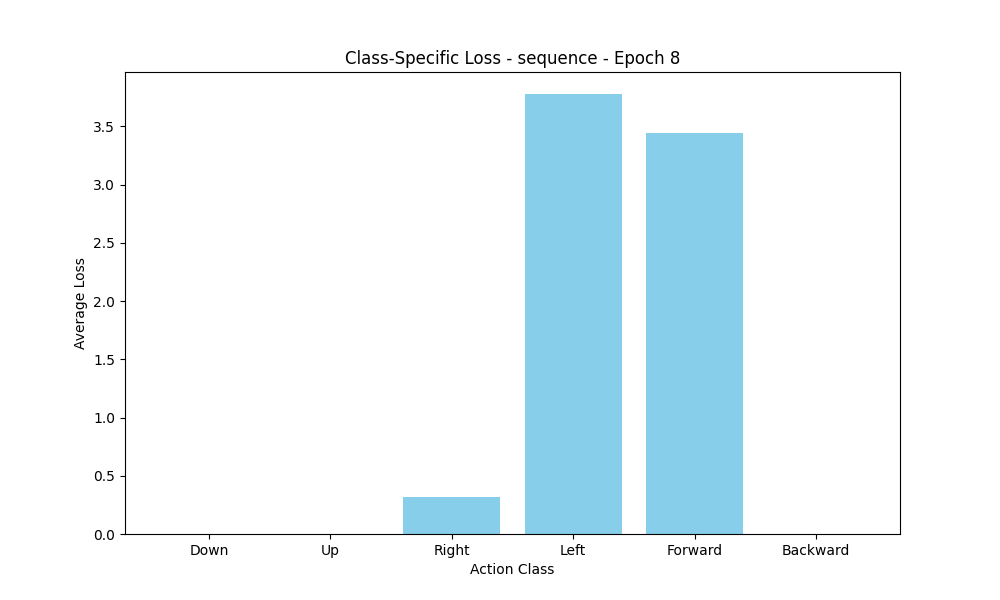 Class-Specific Loss - sequence - Epoch 8
3.5
3.0
2.5
2.0
1.5
1.0
0.5
0.0
Average Loss
Down Up Right Left Forward Backward
Action Class